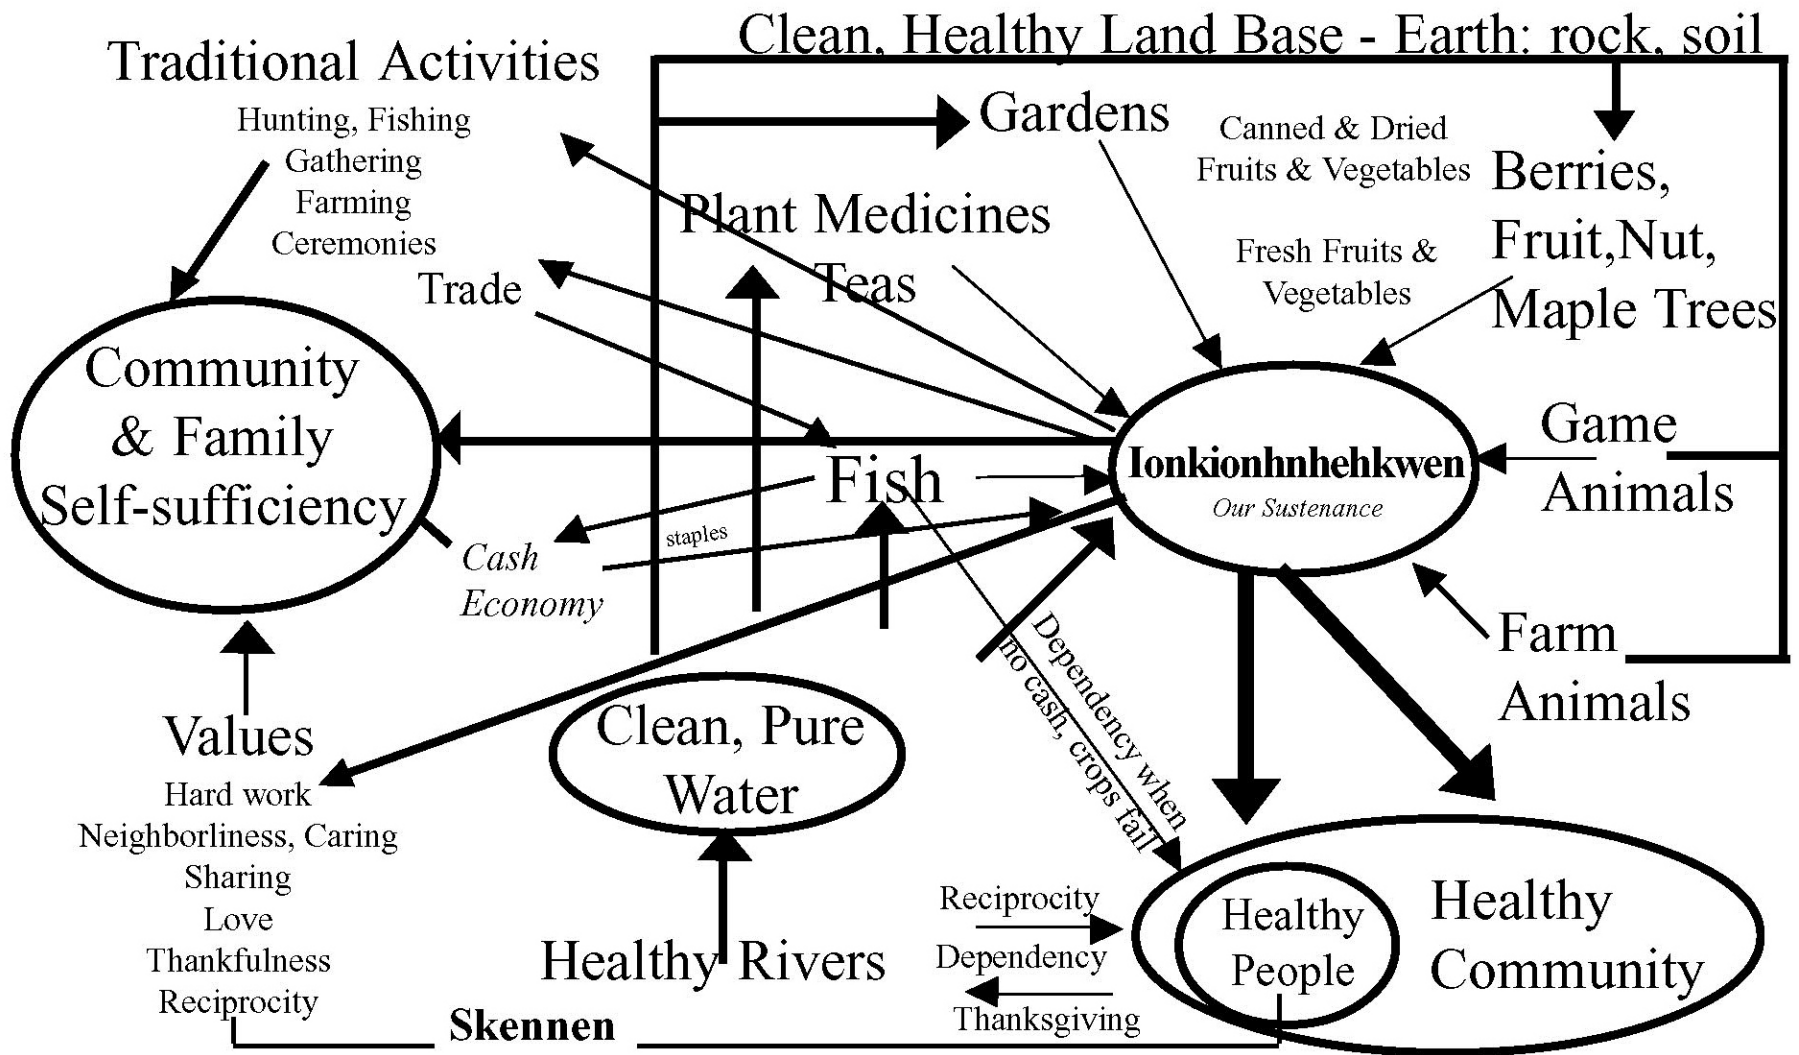 Clean, Healthy Land Base - Earth: rock, soil
Traditional Activities
Hunting, Fishing
Gathering
Farming
Ceremonies
Trade
Gardens
Canned & Dried
Fruits & Vegetables
Fresh Fruits &
Vegetables
Berries,
Fruit,Nut,
Maple Trees
Plant Medicines
Teas
Community
& Family
Self-sufficiency
Fish
Ionkionhnhehkwen
Our Sustenance
Game
Animals
Cash
Economy
staples
Farm
Animals
Dependency when
no cash, crops fail
Values
Hard work
Neighborliness, Caring
Sharing
Love
Thankfulness
Reciprocity
Clean, Pure
Water
Healthy Rivers
Reciprocity
Dependency
Thanksgiving
Healthy
People
Healthy
Community
Skennen